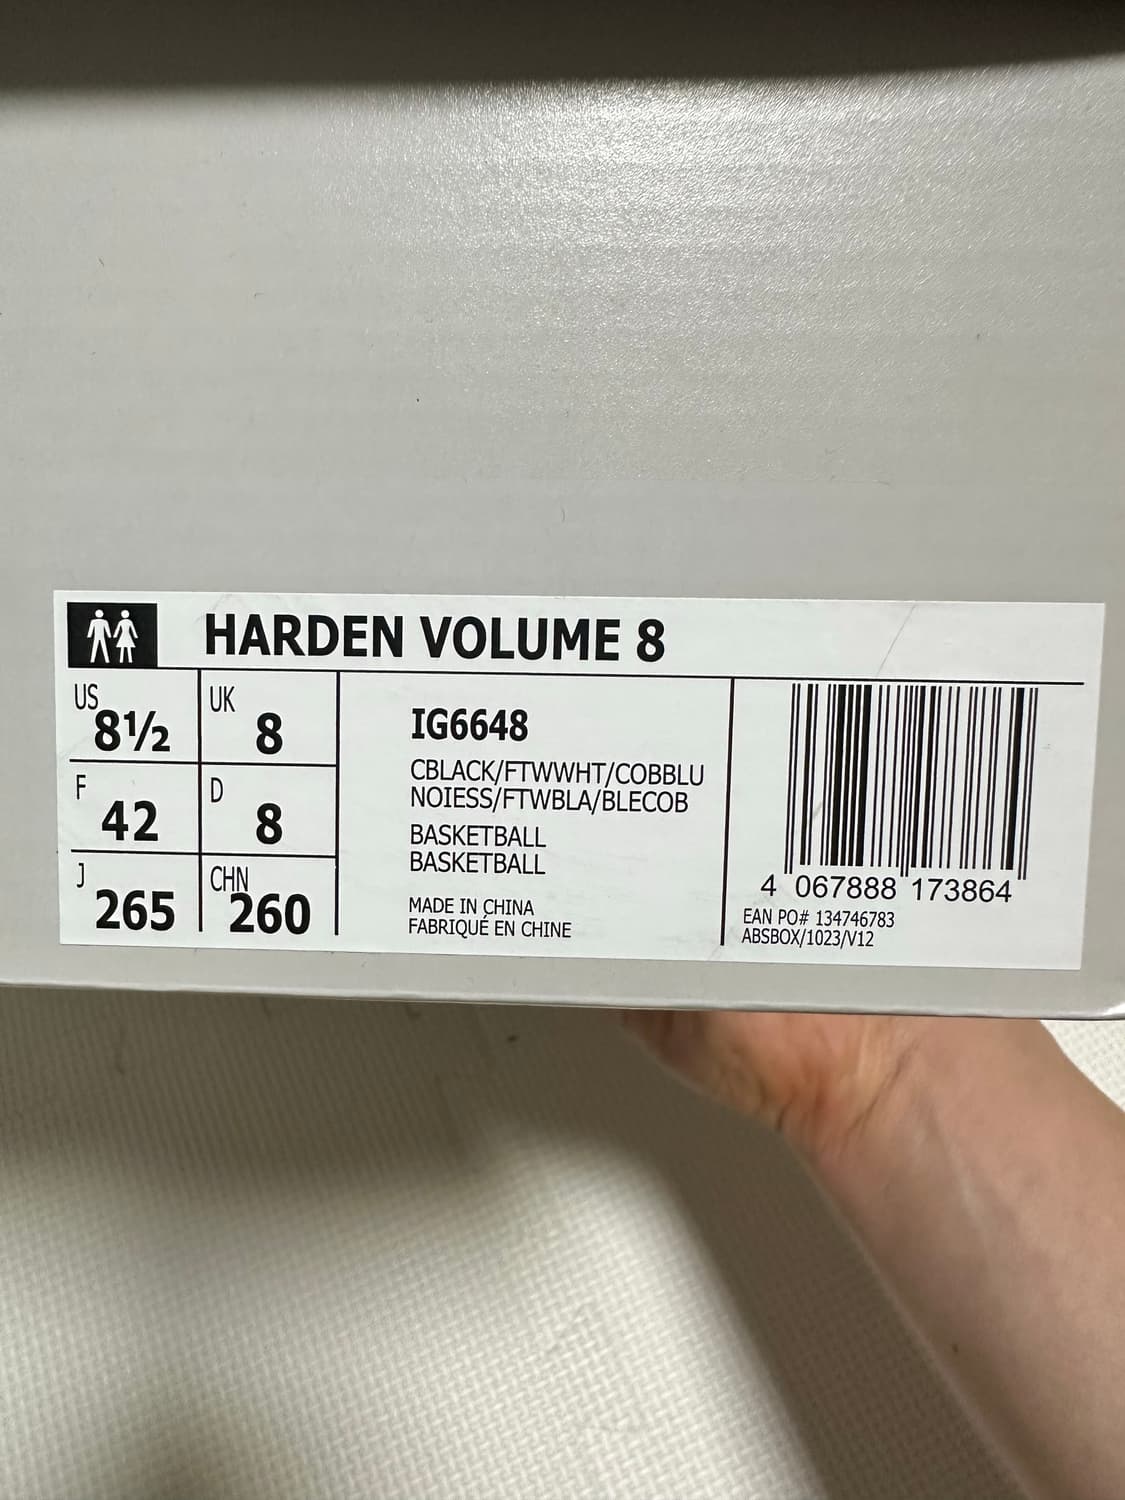 HARDEN VOLUME 8
US 8½
UK 8
F 42
D 8
J 265
CHN 260
IG6648
CBLACK/FTWWHT/COBBLU
NOIESS/FTWBLA/BLECOB
BASKETBALL
BASKETBALL
MADE IN CHINA
FABRIQUÉ EN CHINE
4 067888 173864
EAN PO# 134746783
ABSBOX/1023/V12